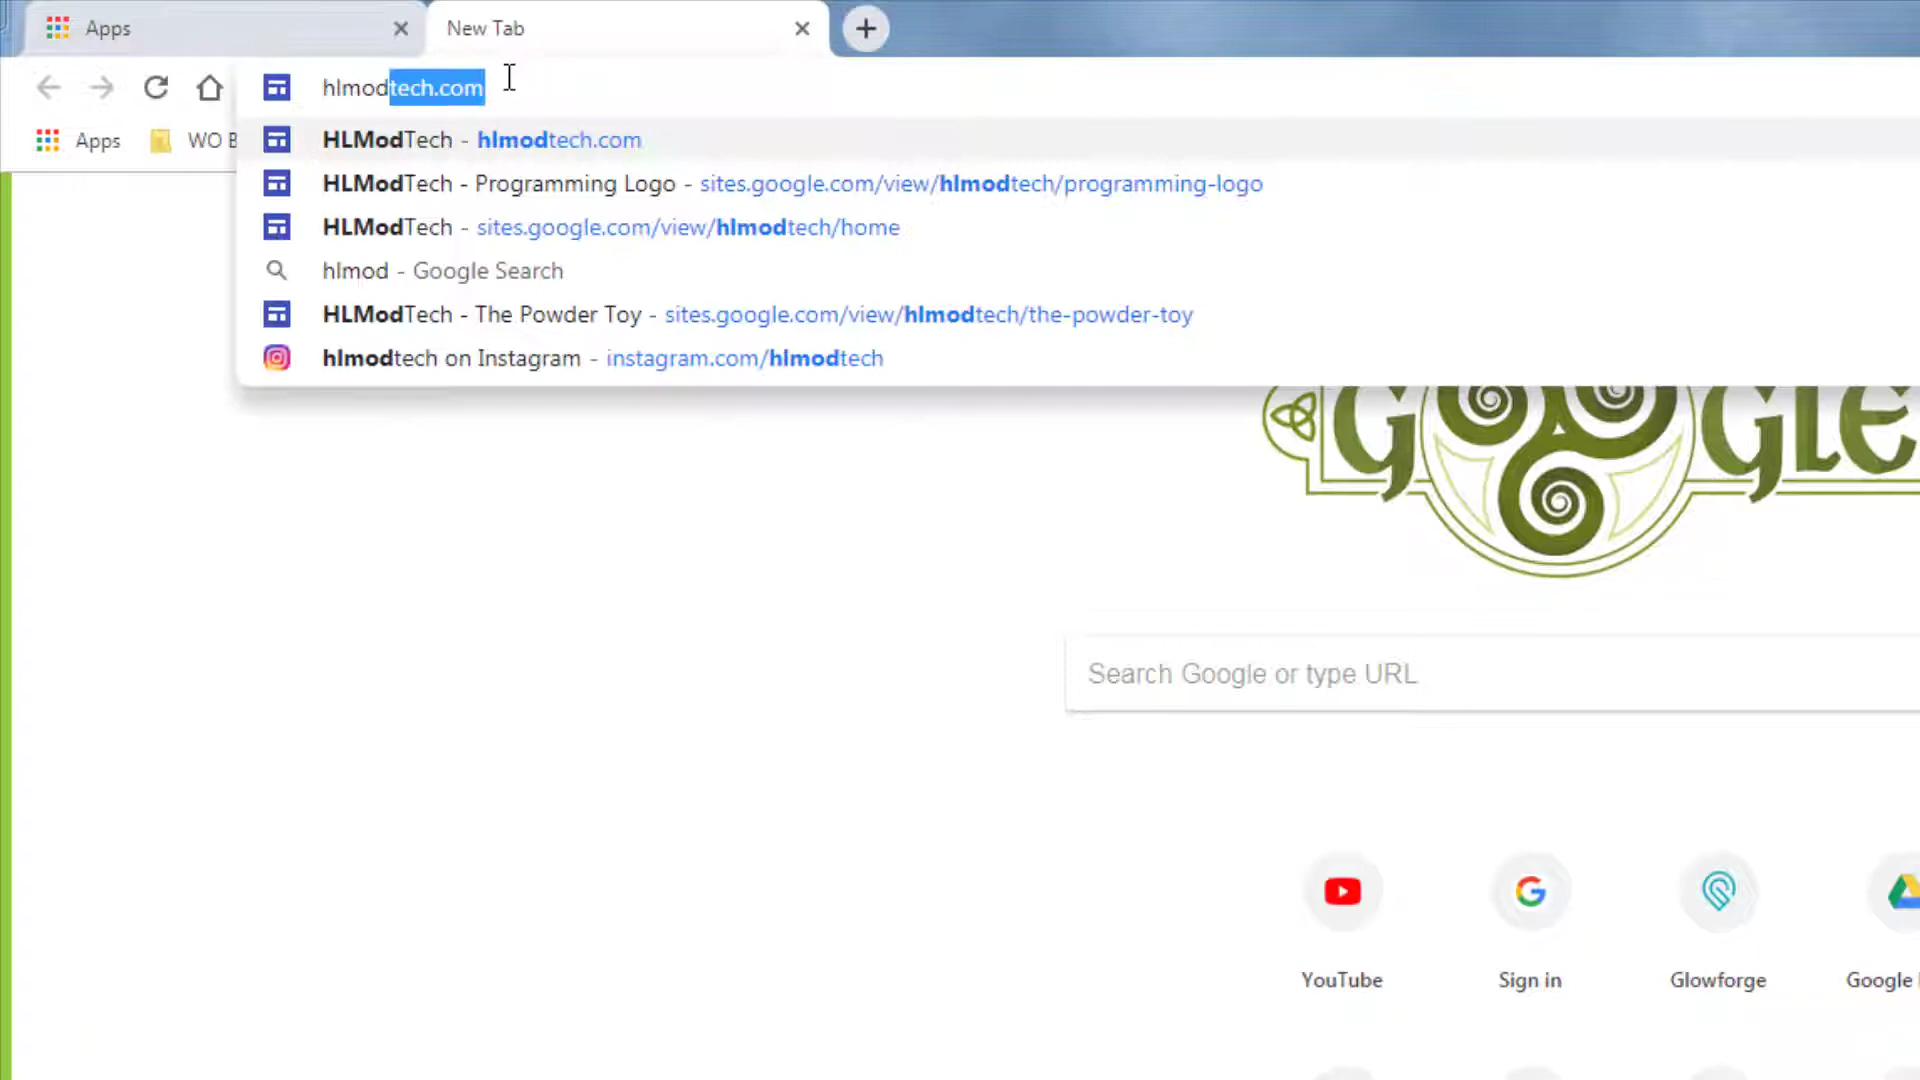 Apps
New Tab
hlmodtech.com
Apps
WO B
HLModTech - hlmodtech.com
HLModTech - Programming Logo - sites.google.com/view/hlmodtech/programming-logo
HLModTech - sites.google.com/view/hlmodtech/home
hlmod - Google Search
HLModTech - The Powder Toy - sites.google.com/view/hlmodtech/the-powder-toy
hlmodtech on Instagram - instagram.com/hlmodtech
GOOGLE
Search Google or type URL
YouTube
Sign in
Glowforge
Google